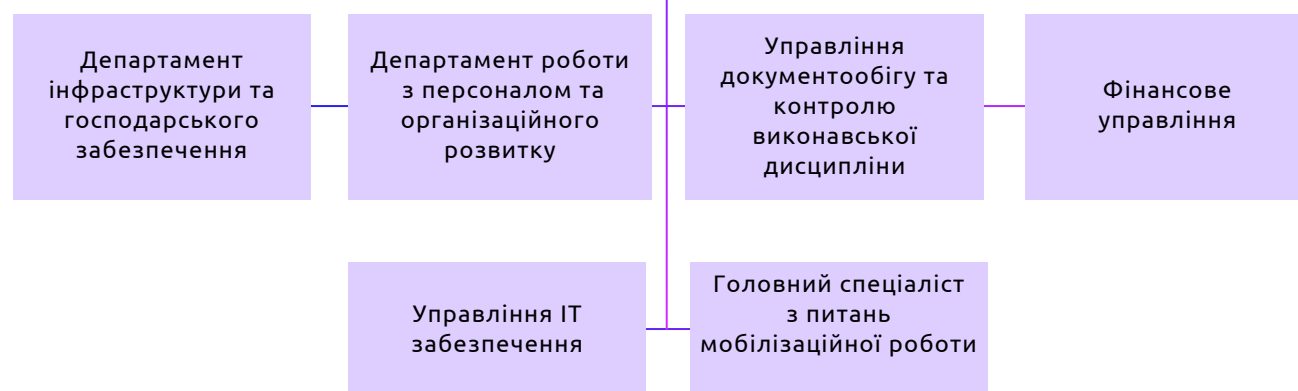 Департамент
інфраструктури та
господарського
забезпечення
Департамент роботи
з персоналом та
організаційного
розвитку
Управління
документообігу та
контролю
виконавської
дисципліни
Фінансове
управління
Управління ІТ
забезпечення
Головний спеціаліст
з питань
мобілізаційної роботи